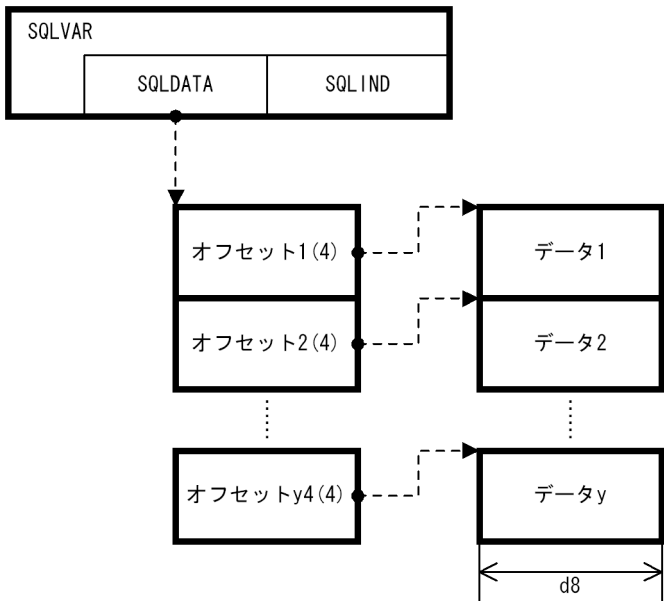 SQLVAR
SQLDATA
SQLIND
オフセット1(4)
データ1
オフセット2(4)
データ2
オフセットy4(4)
データy
d8